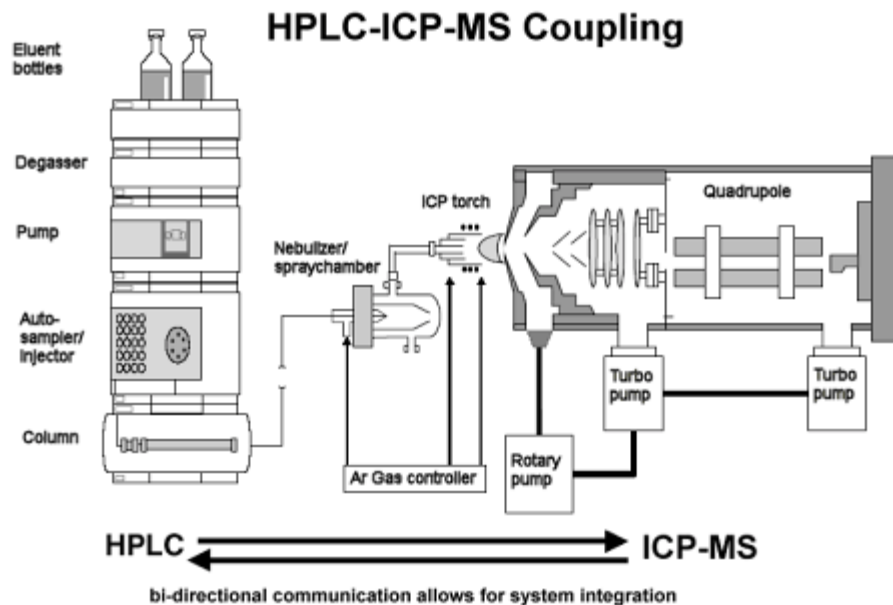 HPLC-ICP-MS Coupling
Eluent
bottles
Degasser
Pump
Auto-
sampler/
injector
Column
Nebulizer/
spraychamber
ICP torch
Quadrupole
Turbo
pump
Turbo
pump
Rotary
pump
Ar Gas controller
HPLC
ICP-MS
bi-directional communication allows for system integration